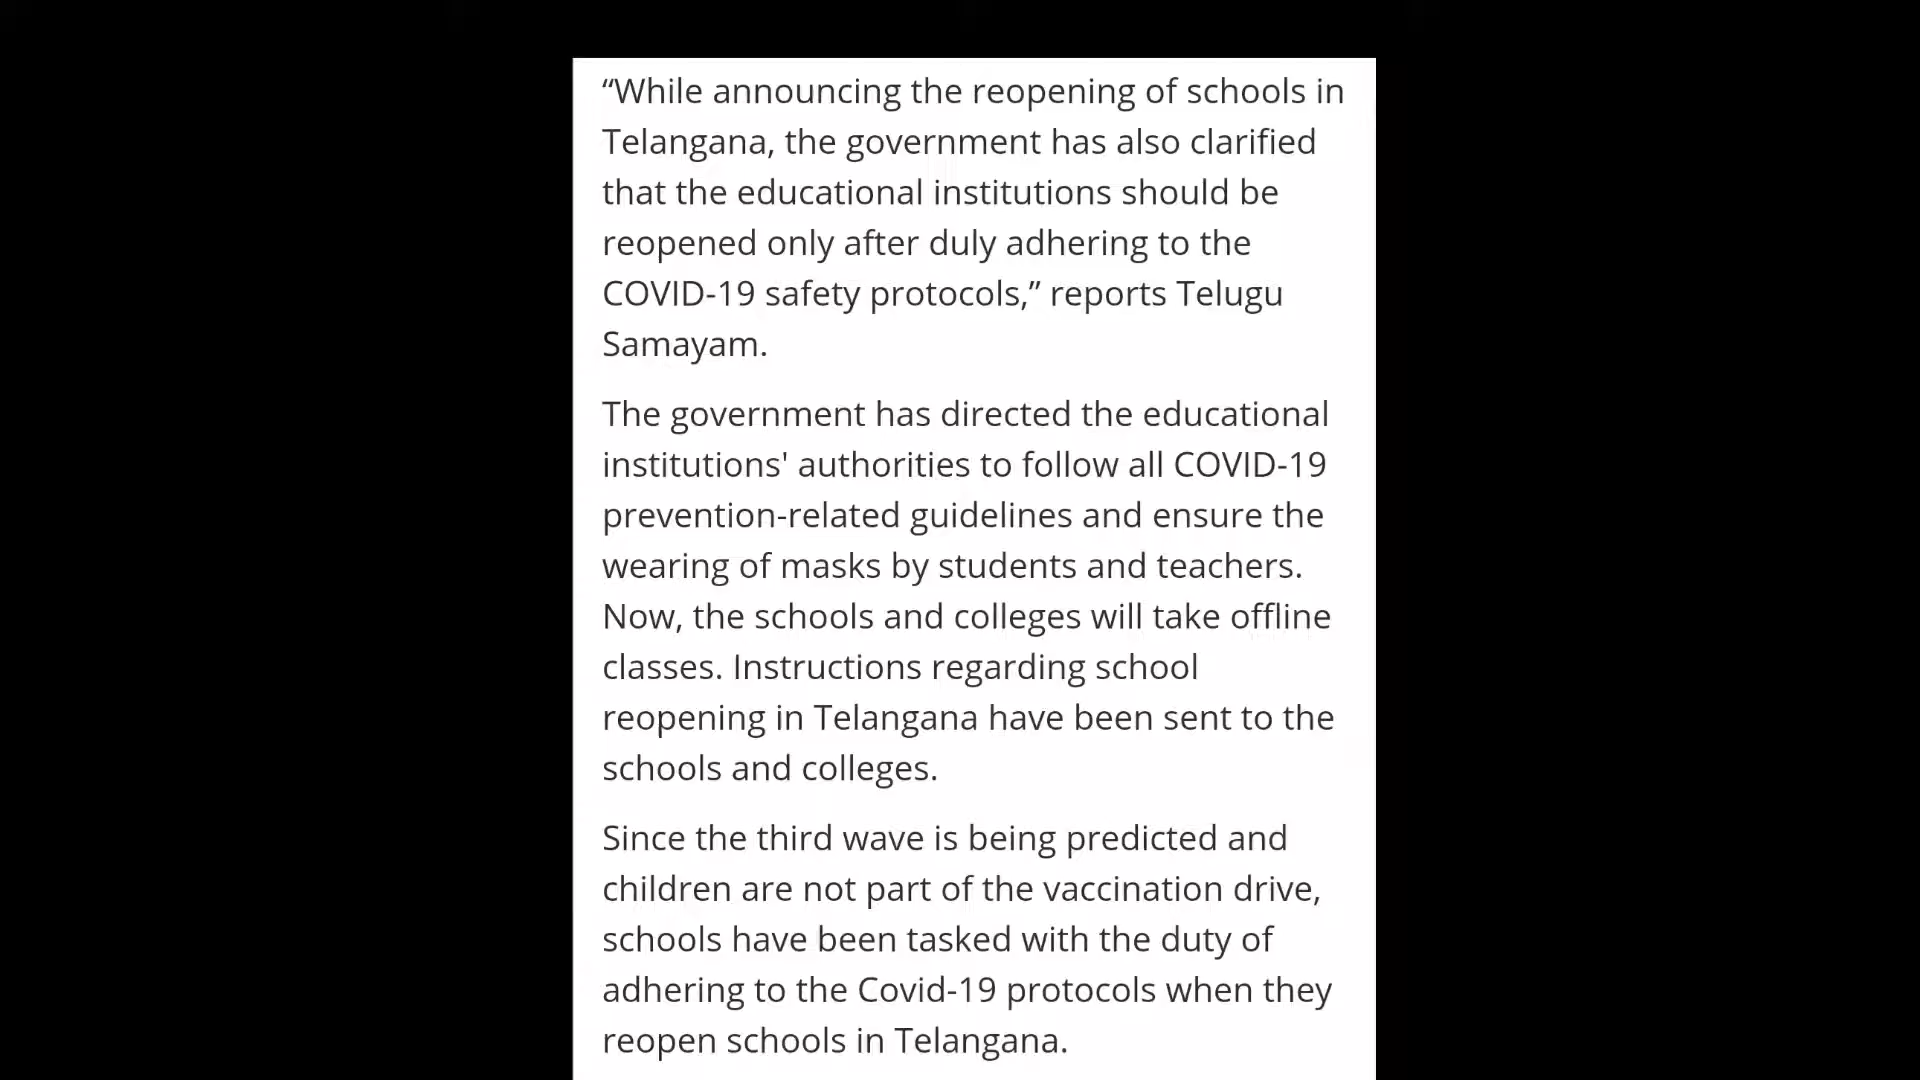 “While announcing the reopening of schools in
Telangana, the government has also clarified
that the educational institutions should be
reopened only after duly adhering to the
COVID-19 safety protocols,” reports Telugu
Samayam.
The government has directed the educational
institutions' authorities to follow all COVID-19
prevention-related guidelines and ensure the
wearing of masks by students and teachers.
Now, the schools and colleges will take offline
classes. Instructions regarding school
reopening in Telangana have been sent to the
schools and colleges.
Since the third wave is being predicted and
children are not part of the vaccination drive,
schools have been tasked with the duty of
adhering to the Covid-19 protocols when they
reopen schools in Telangana.